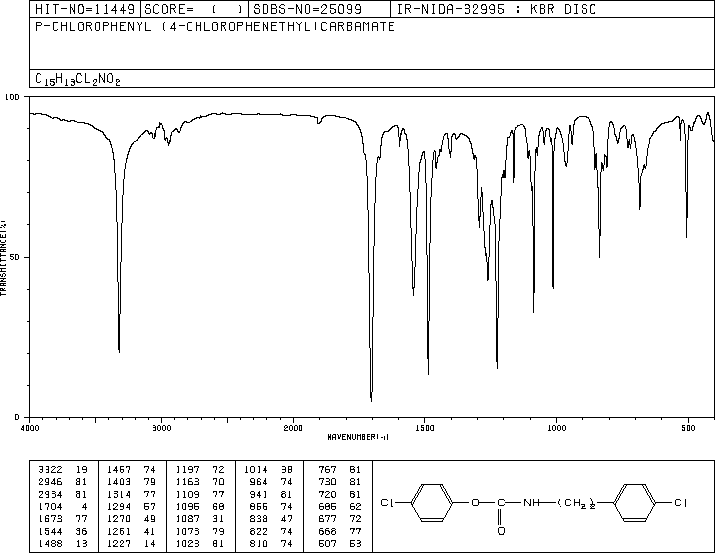 HIT-NO=11449 SCORE= ( ) SDBS-NO=25099 IR-NIDA-32995 : KBR DISC
P-CHLOROPHENYL (4-CHLOROPHENETHYL)CARBAMATE
C15H13CL2NO2
100
TRANSMITTANCE(%)
50
0
4000 3000 2000 1500 1000 500
WAVENUMBER(-1)
3322 19 1467 74 1197 72 1014 38 767 81
2946 81 1403 79 1163 70 964 74 730 81
2934 81 1314 77 1109 77 941 81 720 81
1704 4 1294 57 1095 68 855 74 685 62
1673 77 1270 49 1087 31 838 47 677 72
1544 36 1261 41 1073 79 822 74 668 77
1488 13 1227 14 1023 81 810 74 507 53
Cl O C NH (CH2)2 Cl
O